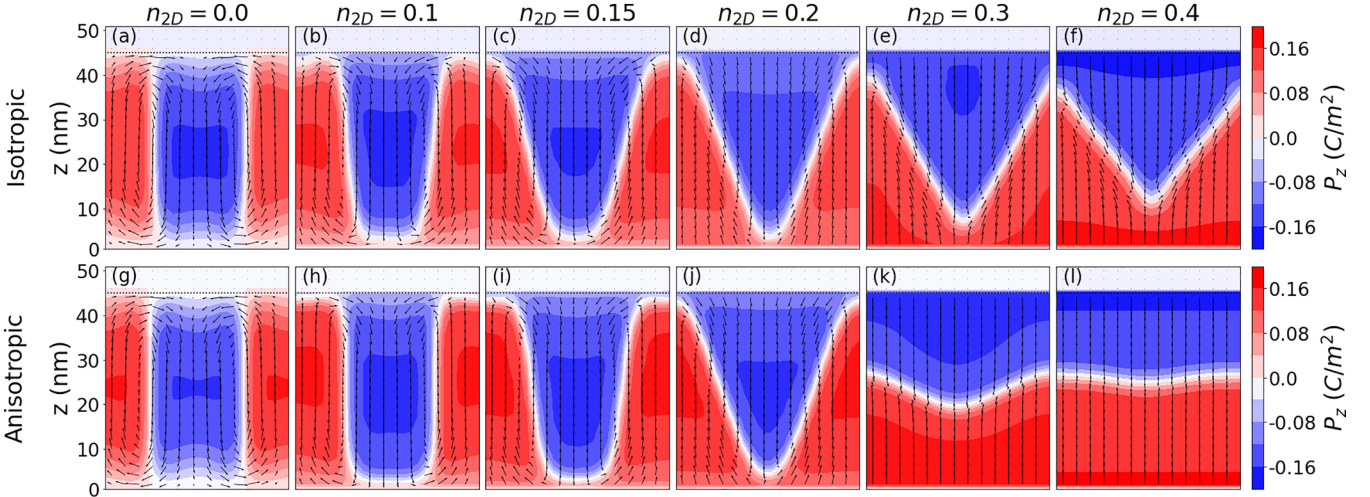 n2D = 0.0 n2D = 0.1 n2D = 0.15 n2D = 0.2 n2D = 0.3 n2D = 0.4
Isotropic
z (nm)
50
40
30
20
10
0
(a) (b) (c) (d) (e) (f)
0.16
0.08
0.0
-0.08
-0.16
Pz (C/m²)
Anisotropic
z (nm)
50
40
30
20
10
0
(g) (h) (i) (j) (k) (l)
0.16
0.08
0.0
-0.08
-0.16
Pz (C/m²)